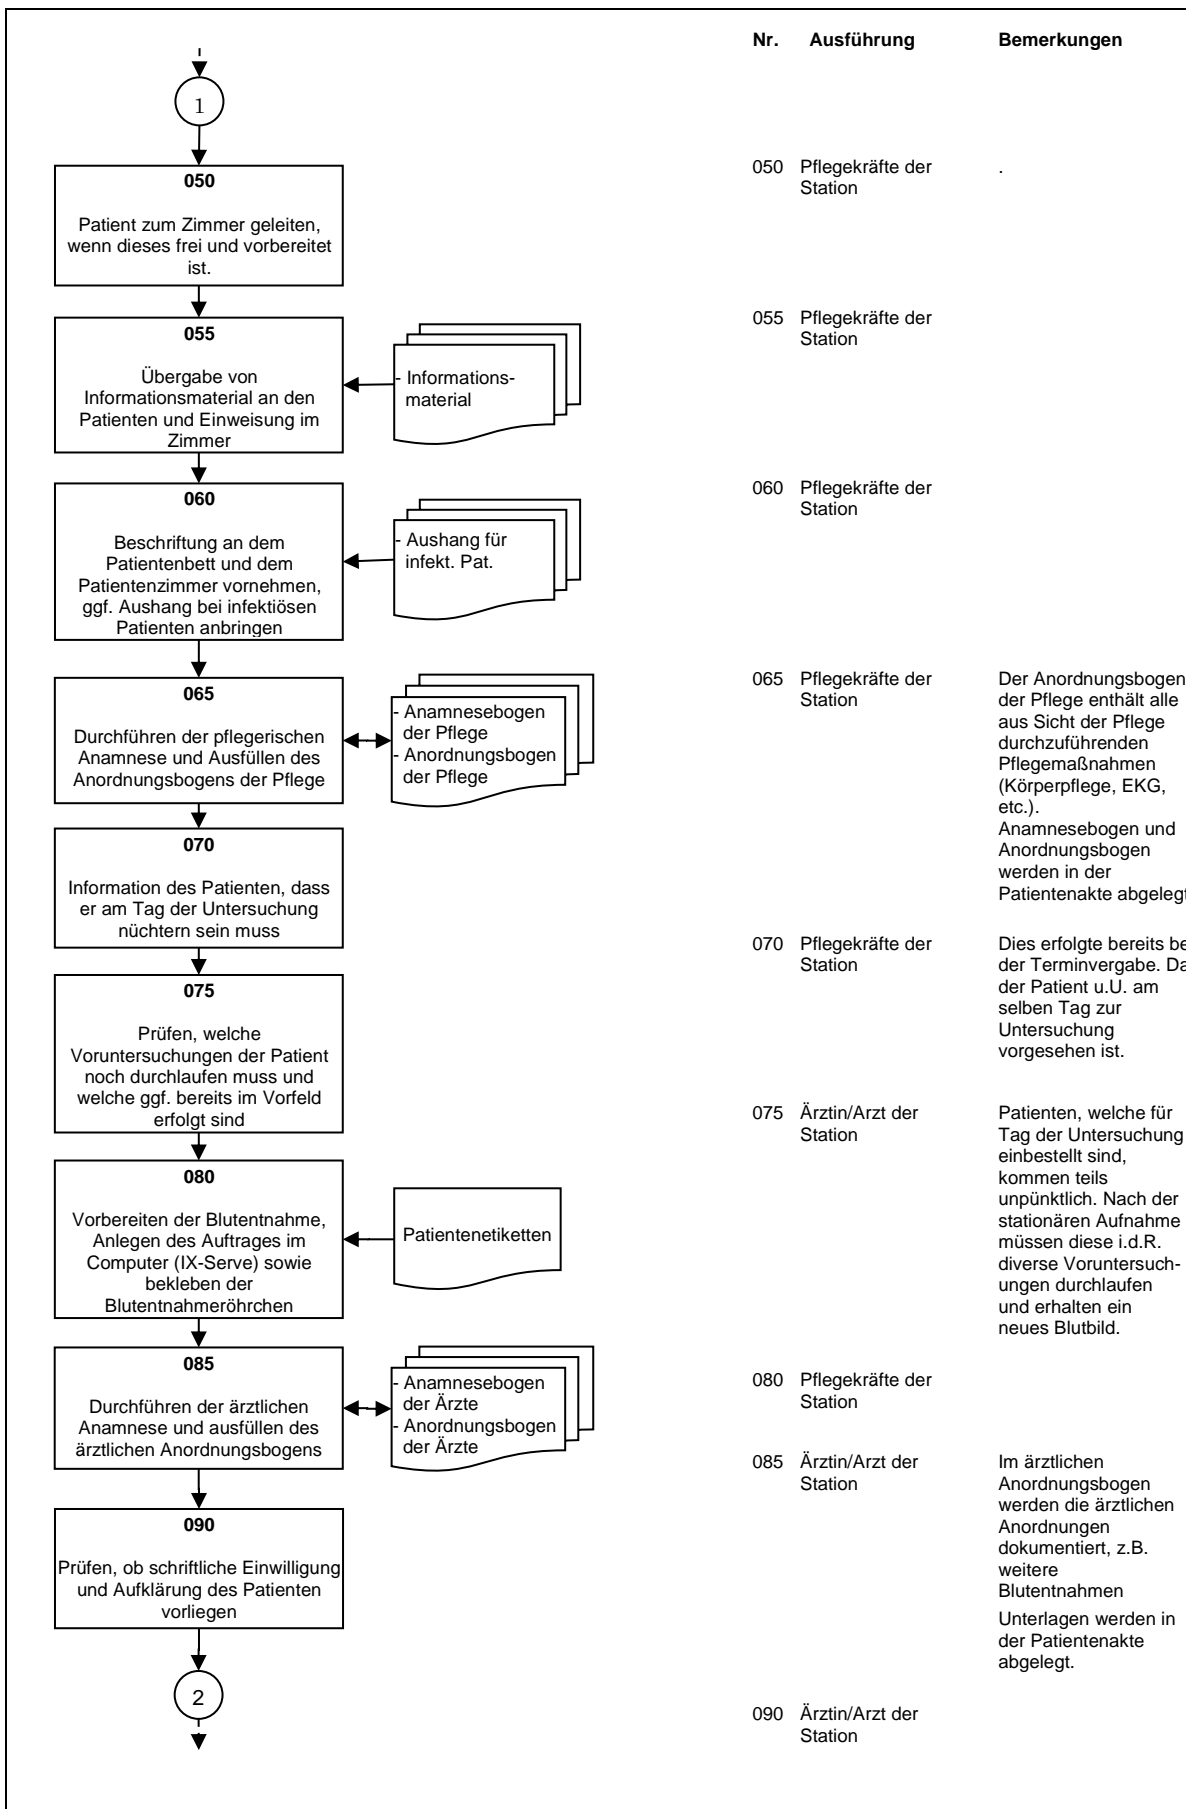 Nr. Ausführung Bemerkungen
1
050
Patient zum Zimmer geleiten,
wenn dieses frei und vorbereitet
ist.
050 Pflegekräfte der
Station
.
055
Übergabe von
Informationsmaterial an den
Patienten und Einweisung im
Zimmer
- Informations-
material
055 Pflegekräfte der
Station
060
Beschriftung an dem
Patientenbett und dem
Patientenzimmer vornehmen,
ggf. Aushang bei infektiösen
Patienten anbringen
- Aushang für
infekt. Pat.
060 Pflegekräfte der
Station
065
Durchführen der pflegerischen
Anamnese und Ausfüllen des
Anordnungsbogens der Pflege
- Anamnesebogen
der Pflege
- Anordnungsbogen
der Pflege
065 Pflegekräfte der
Station
Der Anordnungsbogen
der Pflege enthält alle
aus Sicht der Pflege
durchzuführenden
Pflegemaßnahmen
(Körperpflege, EKG,
etc.).
Anamnesebogen und
Anordnungsbogen
werden in der
Patientenakte abgelegt
070
Information des Patienten, dass
er am Tag der Untersuchung
nüchtern sein muss
070 Pflegekräfte der
Station
Dies erfolgte bereits be
der Terminvergabe. Da
der Patient u.U. am
selben Tag zur
Untersuchung
vorgesehen ist.
075
Prüfen, welche
Voruntersuchungen der Patient
noch durchlaufen muss und
welche ggf. bereits im Vorfeld
erfolgt sind
075 Ärztin/Arzt der
Station
Patienten, welche für
Tag der Untersuchung
einbestellt sind,
kommen teils
unpünktlich. Nach der
stationären Aufnahme
müssen diese i.d.R.
diverse Voruntersuch-
ungen durchlaufen
und erhalten ein
neues Blutbild.
080
Vorbereiten der Blutentnahme,
Anlegen des Auftrages im
Computer (IX-Serve) sowie
bekleben der
Blutentnahmeröhrchen
Patientenetiketten
080 Pflegekräfte der
Station
085
Durchführen der ärztlichen
Anamnese und ausfüllen des
ärztlichen Anordnungsbogens
- Anamnesebogen
der Ärzte
- Anordnungsbogen
der Ärzte
085 Ärztin/Arzt der
Station
Im ärztlichen
Anordnungsbogen
werden die ärztlichen
Anordnungen
dokumentiert, z.B.
weitere
Blutentnahmen
Unterlagen werden in
der Patientenakte
abgelegt.
090
Prüfen, ob schriftliche Einwilligung
und Aufklärung des Patienten
vorliegen
2
090 Ärztin/Arzt der
Station